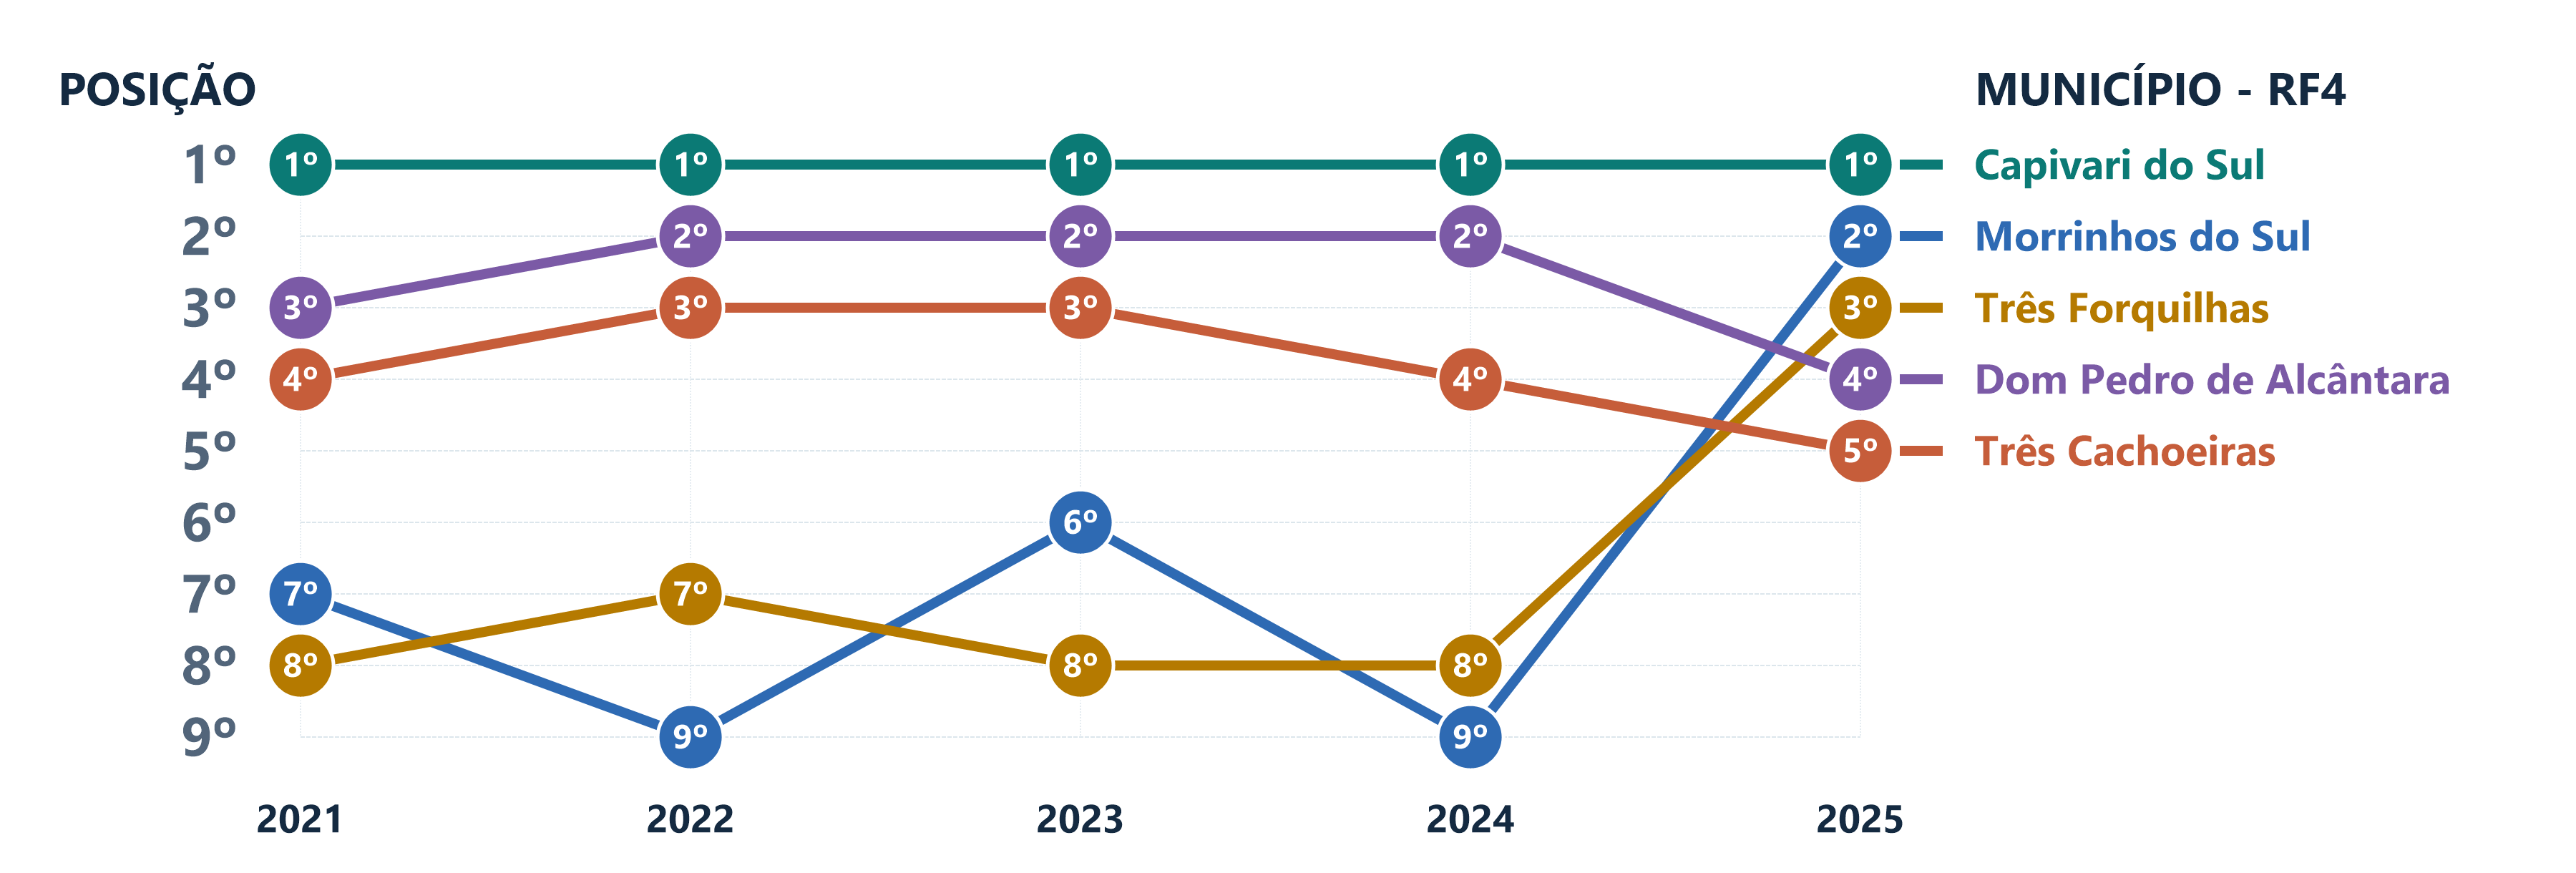 POSIÇÃO
MUNICÍPIO - RF4
1º 1º 1º 1º 1º 1º Capivari do Sul
2º 2º 2º 2º 2º Morrinhos do Sul
3º 3º 3º 3º 3º Três Forquilhas
4º 4º 4º 4º Dom Pedro de Alcântara
5º 5º Três Cachoeiras
6º 6º
7º 7º 7º
8º 8º 8º 8º
9º 9º 9º
2021 2022 2023 2024 2025